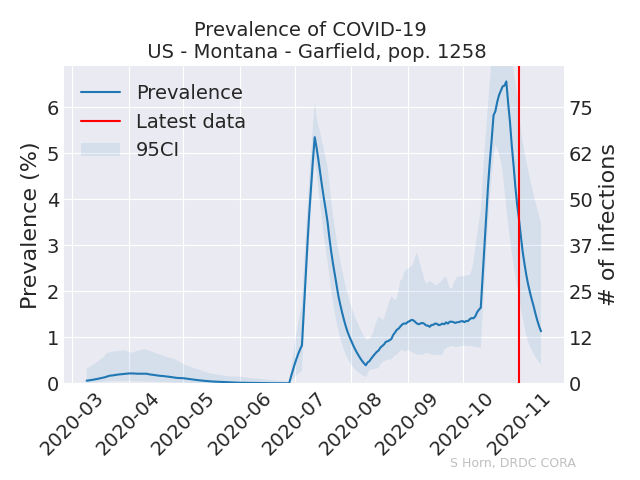 Prevalence of COVID-19
US - Montana - Garfield, pop. 1258
Prevalence
Latest data
95CI
Prevalence (%)
6
5
4
3
2
1
0
# of infections
75
62
50
37
25
12
0
2020-03
2020-04
2020-05
2020-06
2020-07
2020-08
2020-09
2020-10
2020-11
S Horn, DRDC CORA